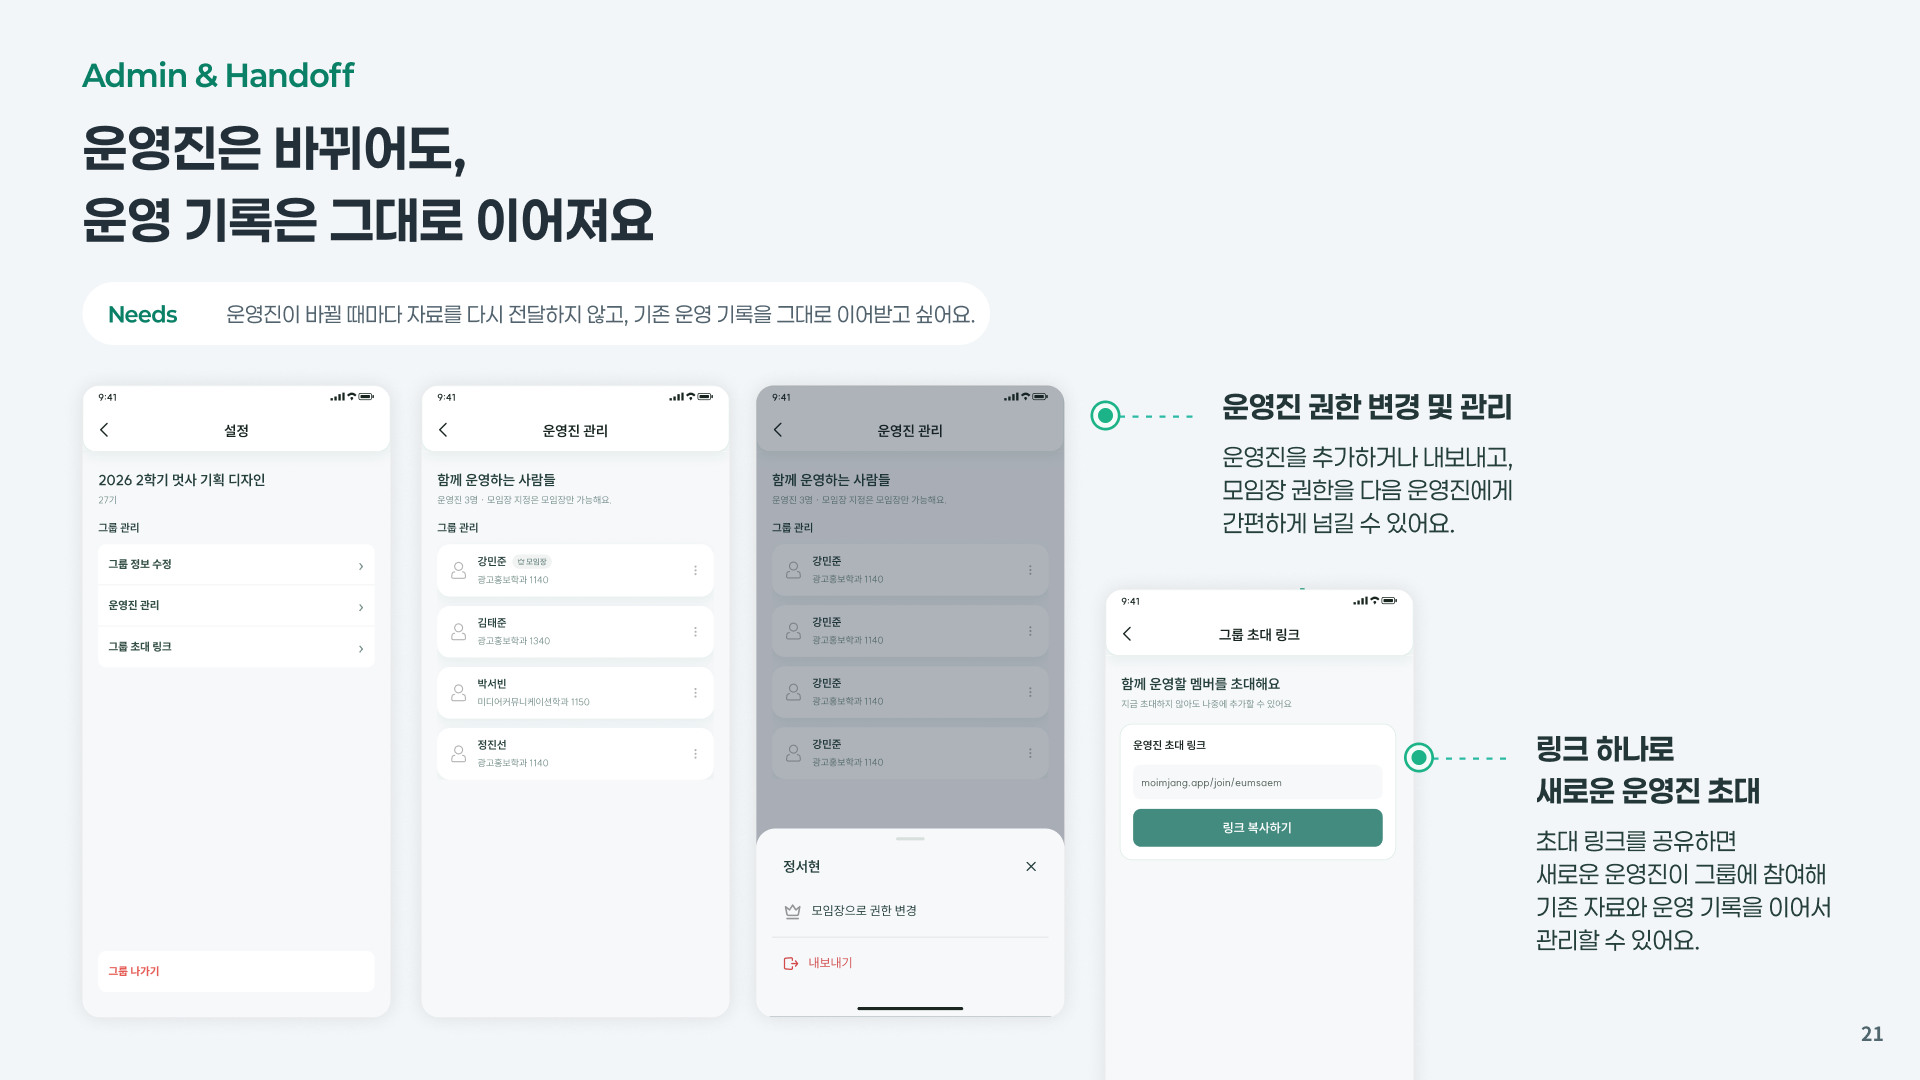 Admin & Handoff
운영진은 바뀌어도,
운영 기록은 그대로 이어져요
Needs
운영진이 바뀔 때마다 자료를 다시 전달하지 않고, 기존 운영 기록을 그대로 이어받고 싶어요.
9:41
설정
2026 2학기 멋사 기획 디자인
27기
그룹 관리
그룹 정보 수정
운영진 관리
그룹 초대 링크
그룹 나가기
9:41
운영진 관리
함께 운영하는 사람들
운영진 3명 · 모임장 지정은 모임장만 가능해요.
그룹 관리
강민준 모임장
광고홍보학과 1140
김태준
광고홍보학과 1340
박서빈
미디어커뮤니케이션학과 1150
정진선
광고홍보학과 1140
9:41
운영진 관리
함께 운영하는 사람들
운영진 3명 · 모임장 지정은 모임장만 가능해요.
그룹 관리
강민준
광고홍보학과 1140
강민준
광고홍보학과 1140
강민준
광고홍보학과 1140
강민준
광고홍보학과 1140
정서현
모임장으로 권한 변경
내보내기
운영진 권한 변경 및 관리
운영진을 추가하거나 내보내고,
모임장 권한을 다음 운영진에게
간편하게 넘길 수 있어요.
9:41
그룹 초대 링크
함께 운영할 멤버를 초대해요
지금 초대하지 않아도 나중에 추가할 수 있어요
운영진 초대 링크
moimjang.app/join/eumsaem
링크 복사하기
링크 하나로
새로운 운영진 초대
초대 링크를 공유하면
새로운 운영진이 그룹에 참여해
기존 자료와 운영 기록을 이어서
관리할 수 있어요.
21